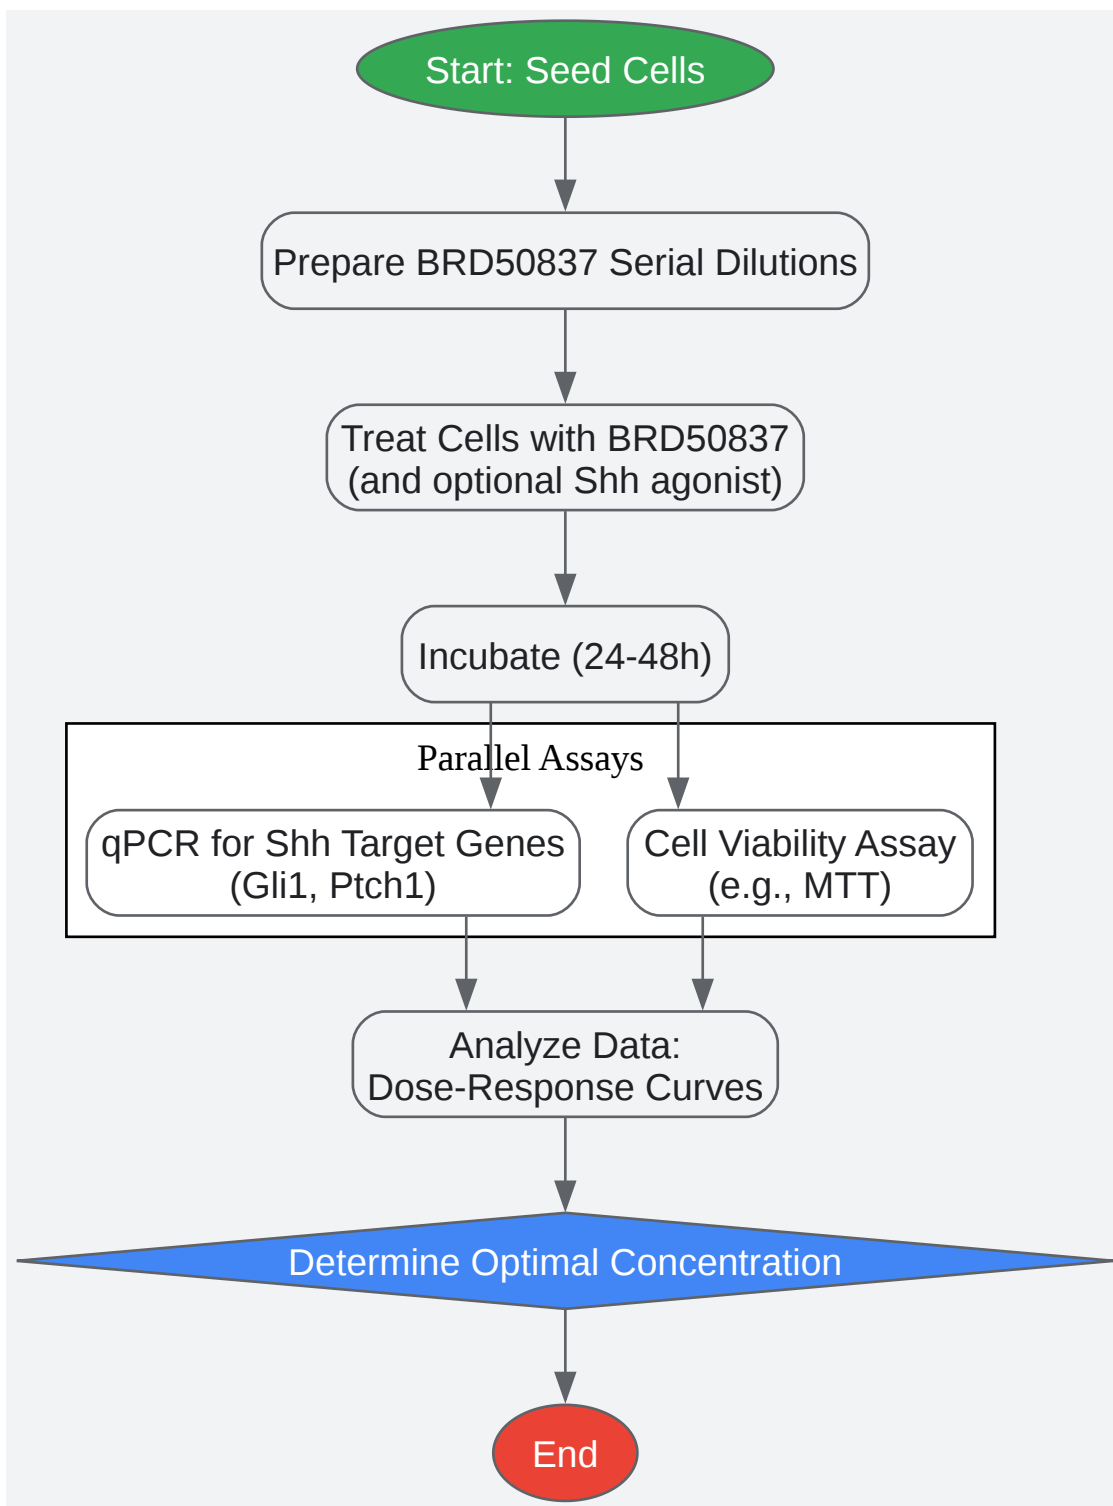 Start: Seed Cells
Prepare BRD50837 Serial Dilutions
Treat Cells with BRD50837
(and optional Shh agonist)
Incubate (24-48h)
Parallel Assays
qPCR for Shh Target Genes
(Gli1, Ptch1)
Cell Viability Assay
(e.g., MTT)
Analyze Data:
Dose-Response Curves
Determine Optimal Concentration
End